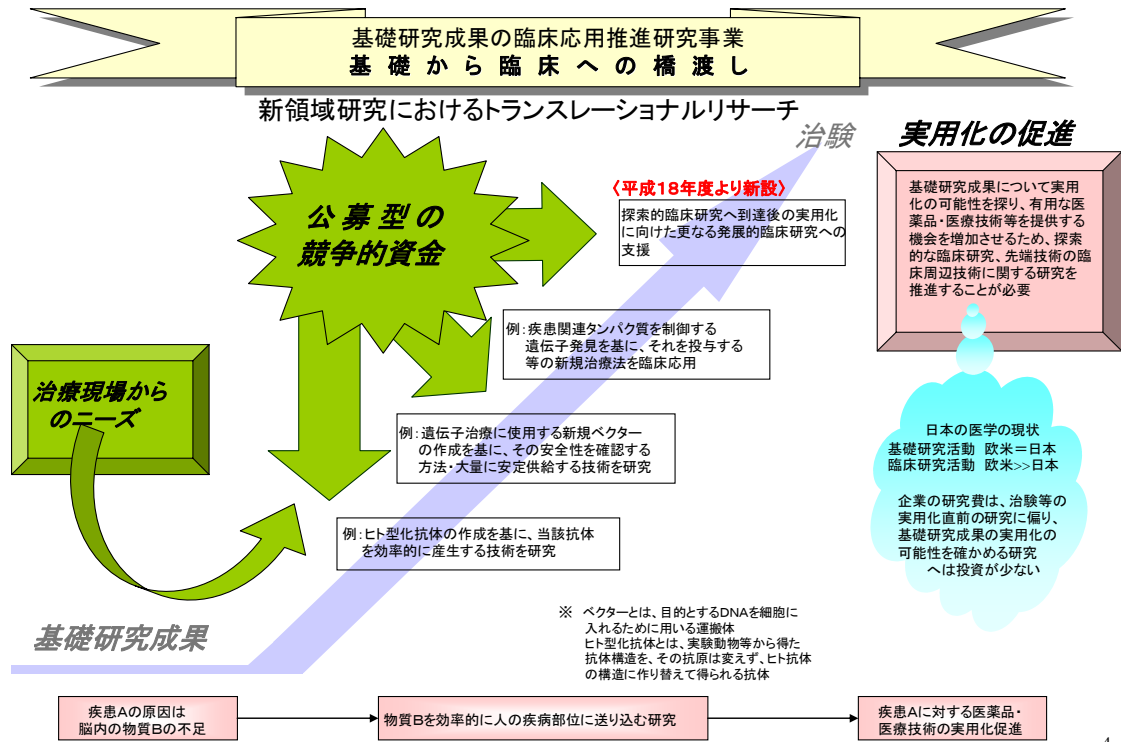 基礎研究成果の臨床応用推進研究事業
基礎から臨床への橋渡し
新領域研究におけるトランスレーショナルリサーチ
治験
実用化の促進
公募型の
競争的資金
〈平成18年度より新設〉
探索的臨床研究へ到達後の実用化
に向けた更なる発展的臨床研究への
支援
基礎研究成果について実用
化の可能性を探り、有用な医
薬品・医療技術等を提供する
機会を増加させるため、探索
的な臨床研究、先端技術の臨
床周辺技術に関する研究を
推進することが必要
例：疾患関連タンパク質を制御する
遺伝子発見を基に、それを投与する
等の新規治療法を臨床応用
治療現場から
のニーズ
例：遺伝子治療に使用する新規ベクター
の作成を基に、その安全性を確認する
方法・大量に安定供給する技術を研究
日本の医学の現状
基礎研究活動 欧米＝日本
臨床研究活動 欧米>>日本
企業の研究費は、治験等の
実用化直前の研究に偏り、
基礎研究成果の実用化の
可能性を確かめる研究
へは投資が少ない
例：ヒト型化抗体の作成を基に、当該抗体
を効率的に産生する技術を研究
基礎研究成果
※ ベクターとは、目的とするDNAを細胞に
入れるために用いる運搬体
ヒト型化抗体とは、実験動物等から得た
抗体構造を、その抗原は変えず、ヒト抗体
の構造に作り替えて得られる抗体
疾患Aの原因は
脳内の物質Bの不足
物質Bを効率的に人の疾病部位に送り込む研究
疾患Aに対する医薬品・
医療技術の実用化促進